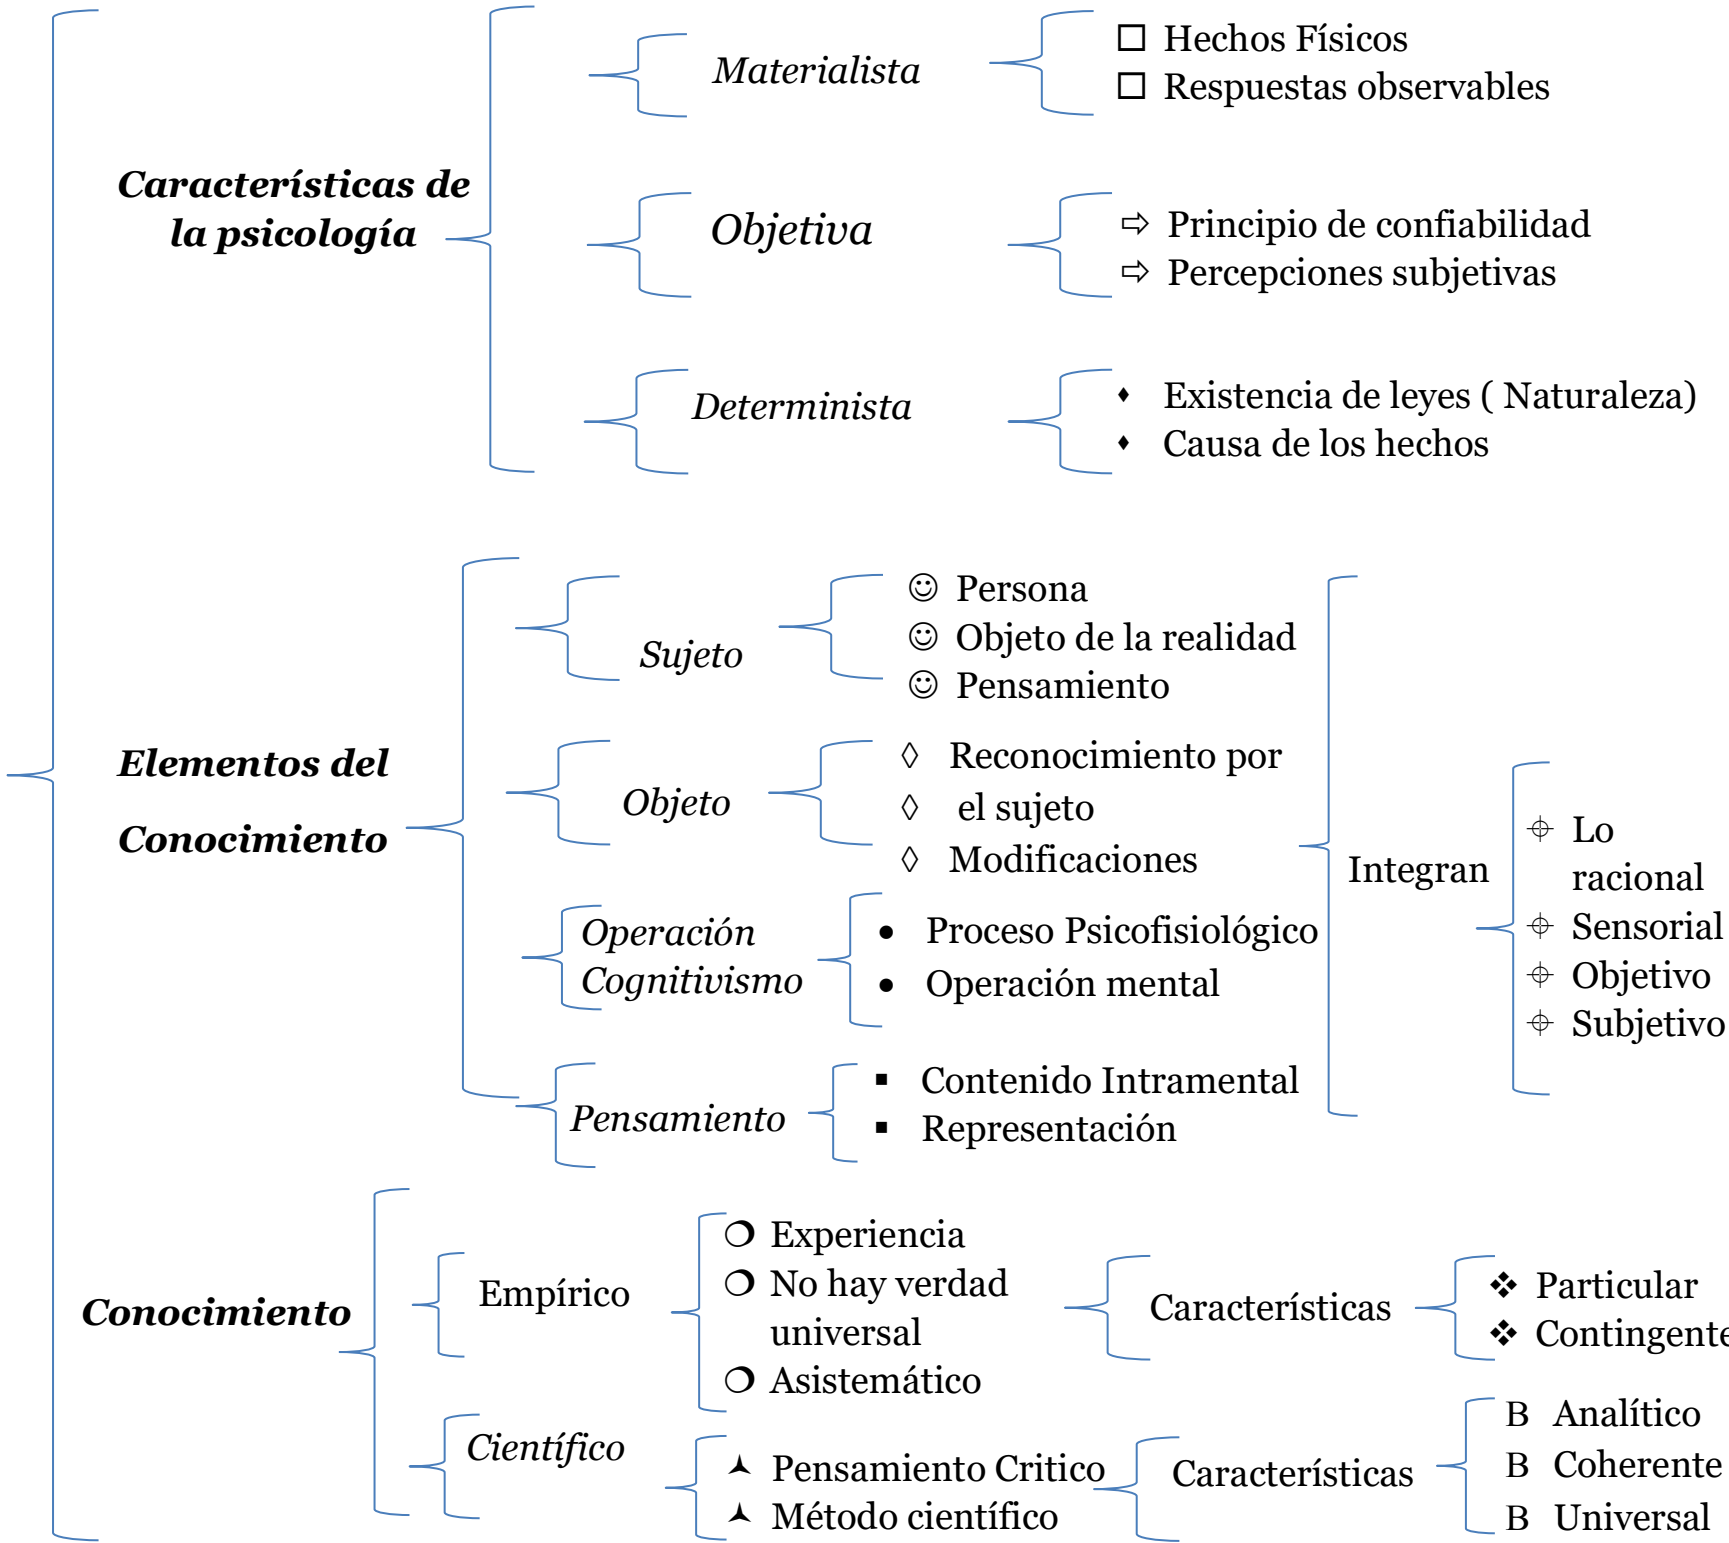 Características de
la psicología
Materialista
☐ Hechos Físicos
☐ Respuestas observables
Objetiva
⇨ Principio de confiabilidad
⇨ Percepciones subjetivas
Determinista
♦ Existencia de leyes ( Naturaleza)
♦ Causa de los hechos
Elementos del
Conocimiento
Sujeto
☺ Persona
☺ Objeto de la realidad
☺ Pensamiento
Objeto
◊ Reconocimiento por
◊ el sujeto
◊ Modificaciones
Operación
Cognitivismo
• Proceso Psicofisiológico
• Operación mental
Pensamiento
▪ Contenido Intramental
▪ Representación
Integran
⌖ Lo
racional
⌖ Sensorial
⌖ Objetivo
⌖ Subjetivo
Conocimiento
Empírico
❍ Experiencia
❍ No hay verdad
universal
❍ Asistemático
Características
❖ Particular
❖ Contingente
Científico
⮝ Pensamiento Critico
⮝ Método científico
Características
B Analítico
B Coherente
B Universal